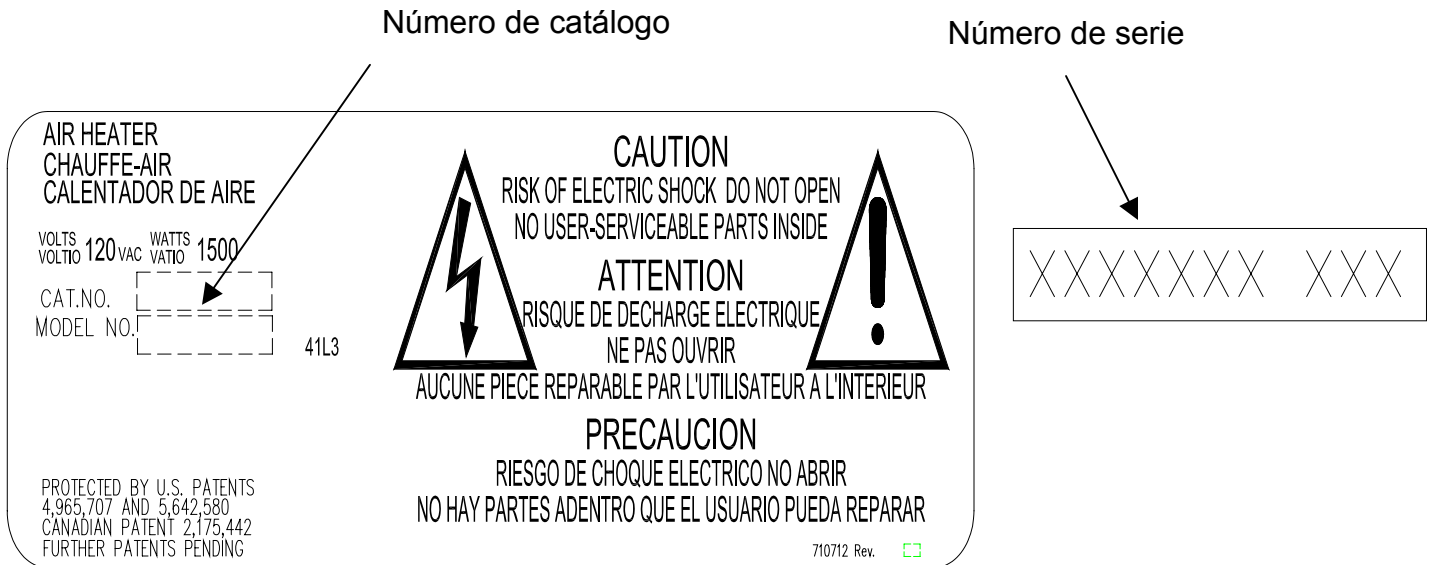 Número de catálogo
Número de serie
AIR HEATER
CHAUFFE-AIR
CALENTADOR DE AIRE
VOLTS 120 VAC WATTS 1500
VOLTIO VATIO
CAT.NO.
MODEL NO.
41L3
PROTECTED BY U.S. PATENTS
4,965,707 AND 5,642,580
CANADIAN PATENT 2,175,442
FURTHER PATENTS PENDING
CAUTION
RISK OF ELECTRIC SHOCK DO NOT OPEN
NO USER-SERVICEABLE PARTS INSIDE
ATTENTION
RISQUE DE DECHARGE ELECTRIQUE
NE PAS OUVRIR
AUCUNE PIECE REPARABLE PAR L'UTILISATEUR A L'INTERIEUR
PRECAUCION
RIESGO DE CHOQUE ELECTRICO NO ABRIR
NO HAY PARTES ADENTRO QUE EL USUARIO PUEDA REPARAR
710712 Rev.
XXXXXXX XXX